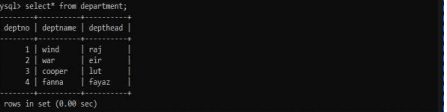 ysql> select* from department;
--------+----------+----------+
deptno | deptname | depthead |
--------+----------+----------+
1 | wind | raj |
2 | war | eir |
3 | cooper | lut |
4 | fanna | fayaz |
--------+----------+----------+
rows in set (0.00 sec)